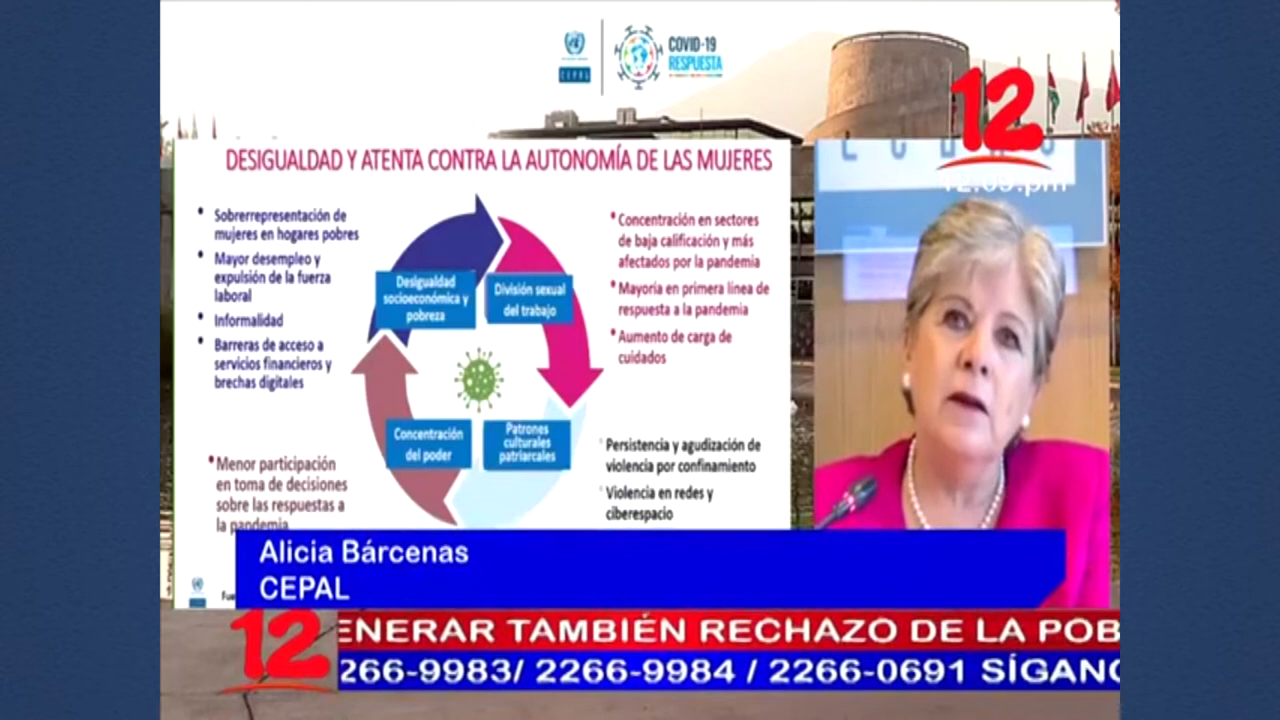 CEPAL
COVID-19
RESPUESTA
12
DESIGUALDAD Y ATENTA CONTRA LA AUTONOMÍA DE LAS MUJERES
Sobrerrepresentación de
mujeres en hogares pobres
Mayor desempleo y
expulsión de la fuerza
laboral
Informalidad
Barreras de acceso a
servicios financieros y
brechas digitales
Desigualdad
socioeconómica y
pobreza
División sexual
del trabajo
Concentración en sectores
de baja calificación y más
afectados por la pandemia
Mayoría en primera línea de
respuesta a la pandemia
Aumento de carga de
cuidados
Concentración
del poder
Patrones
culturales
patriarcales
Menor participación
en toma de decisiones
sobre las respuestas a
la pandemia
Persistencia y agudización de
violencia por confinamiento
Violencia en redes y
ciberespacio
Alicia Bárcenas
CEPAL
12
ENERAR TAMBIÉN RECHAZO DE LA POB
2266-9983/ 2266-9984 / 2266-0691 SÍGANO